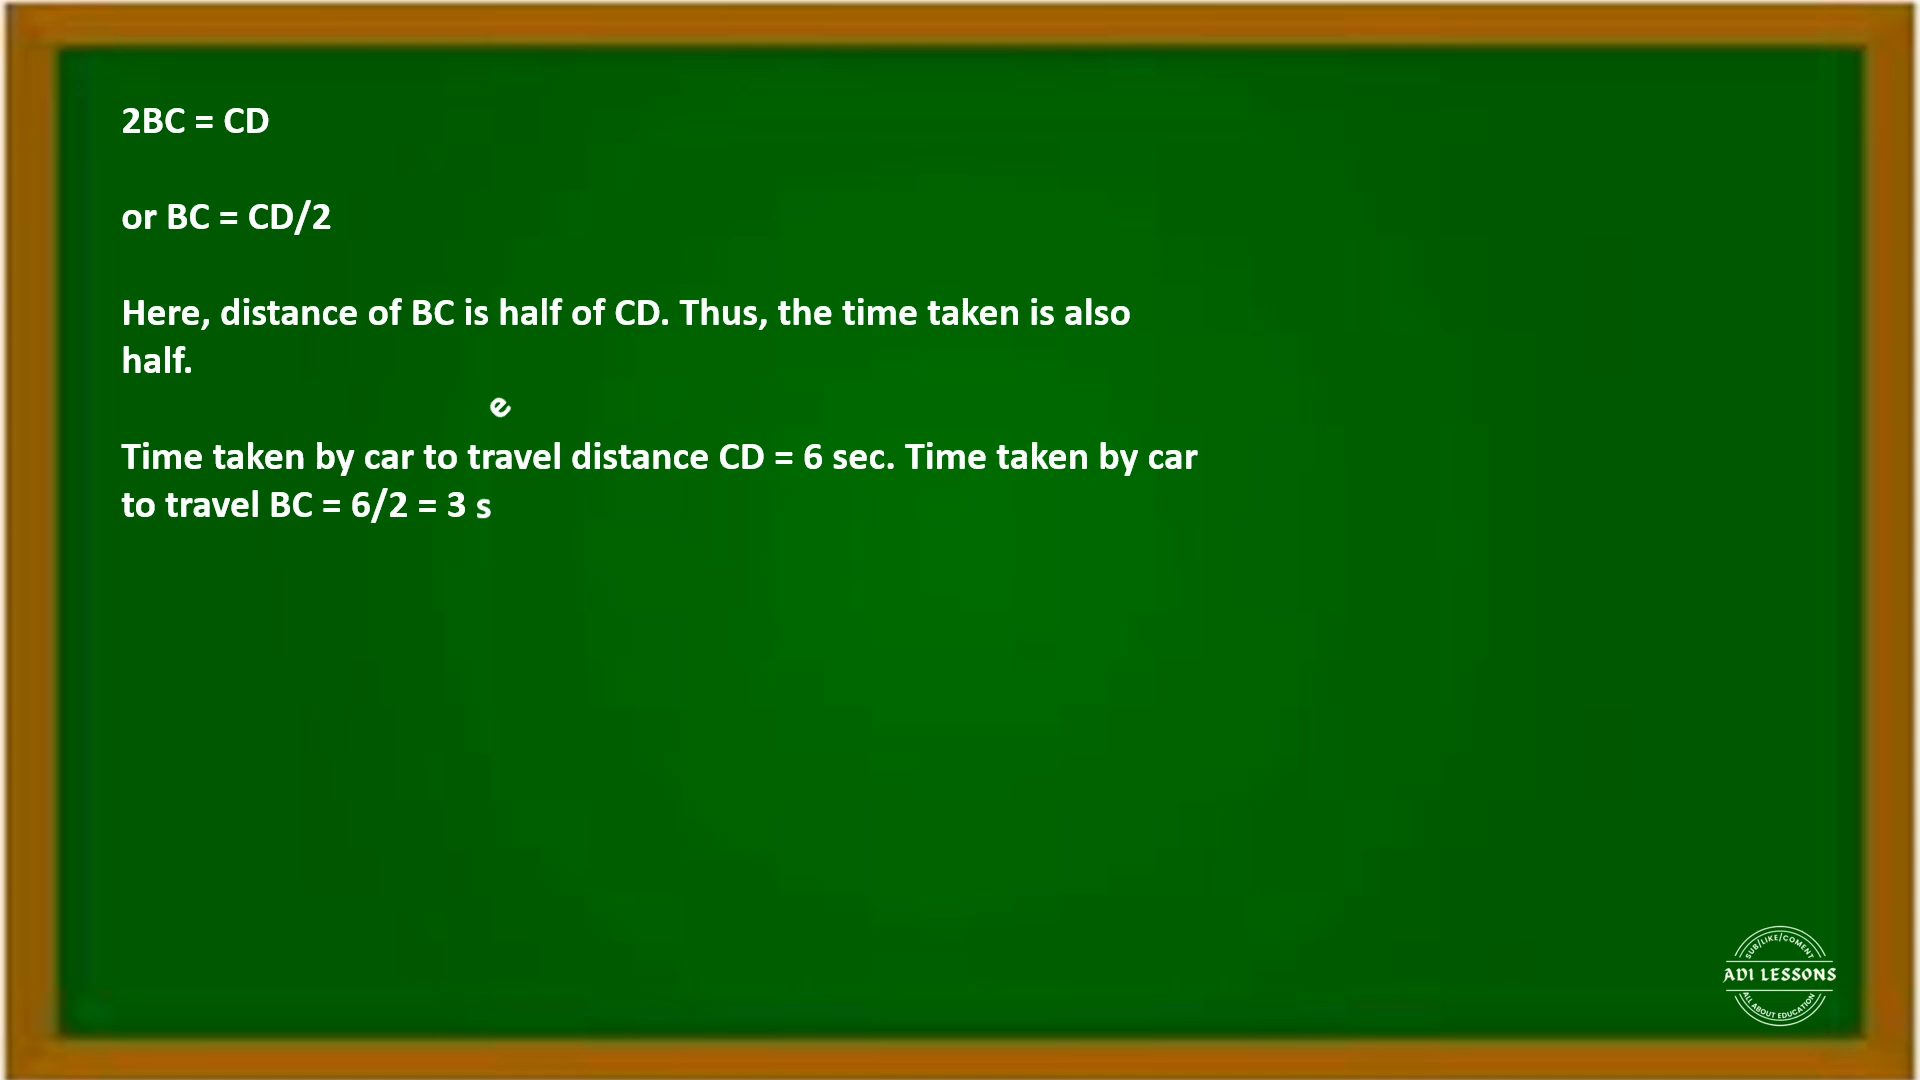 2BC = CD
or BC = CD/2
Here, distance of BC is half of CD. Thus, the time taken is also
half.
e
Time taken by car to travel distance CD = 6 sec. Time taken by car
to travel BC = 6/2 = 3 s
SUB/LIKE/COMENT
ADI LESSONS
ALL ABOUT EDUCATION